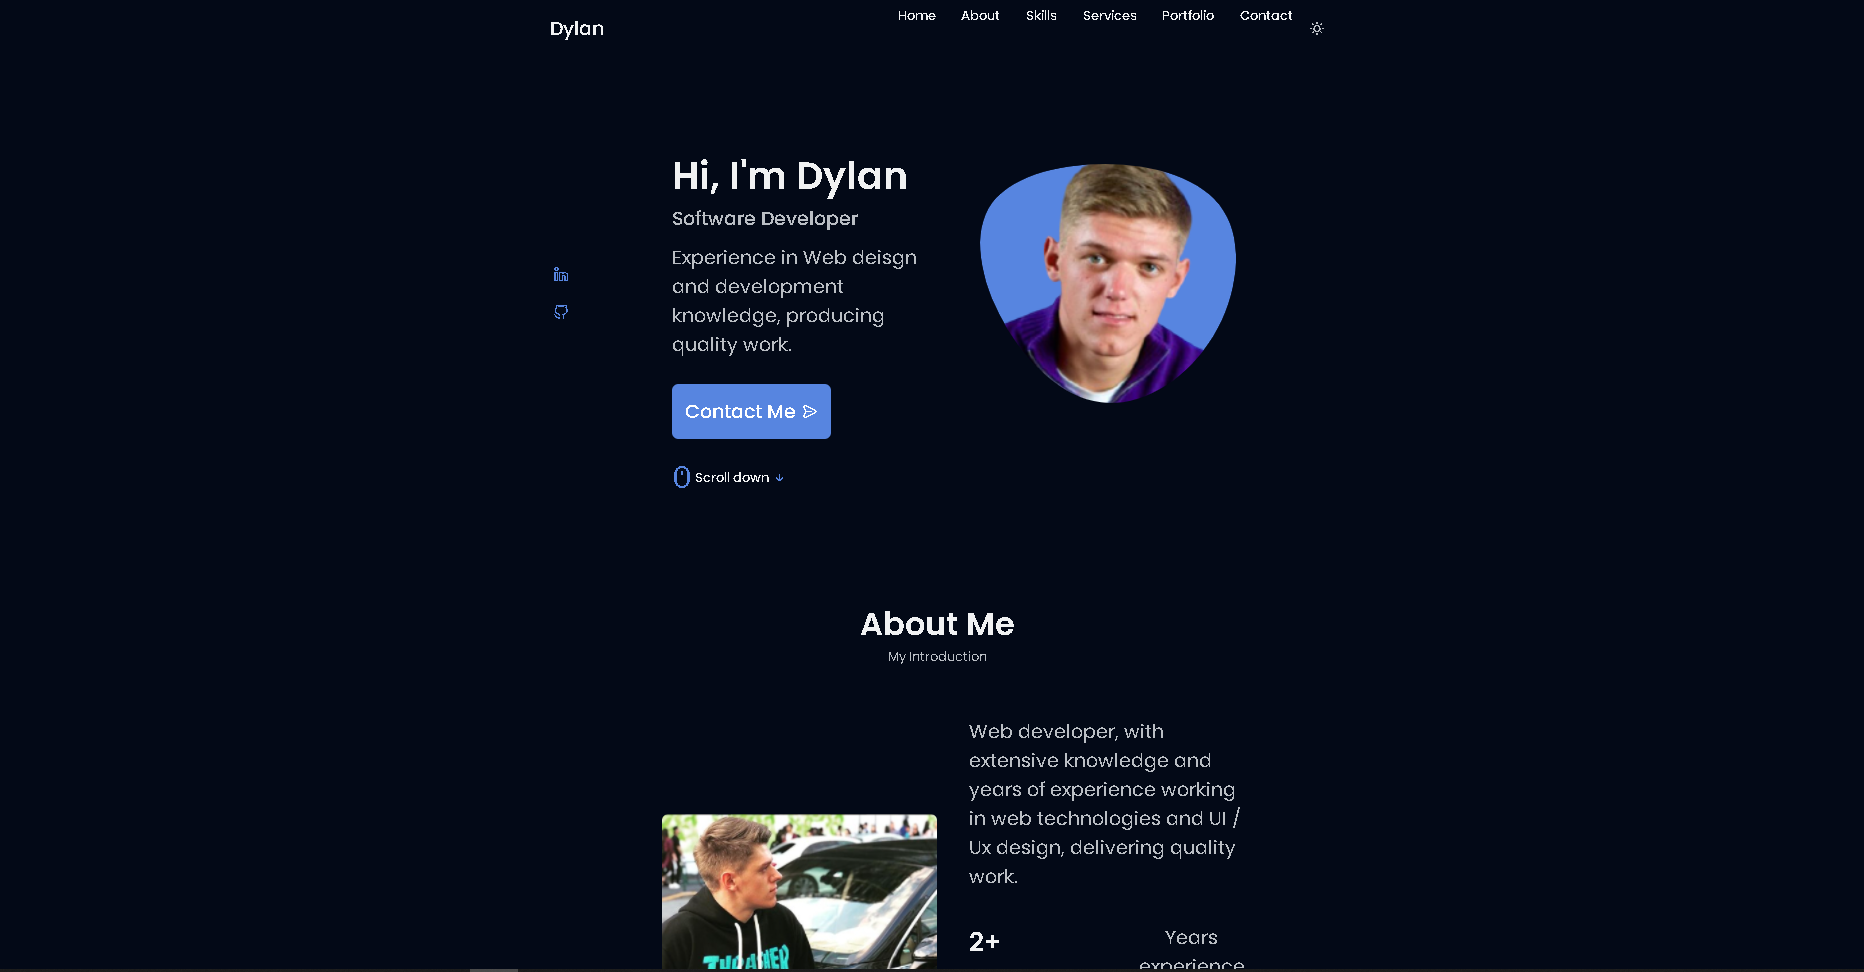 Dylan
Home About Skills Services Portfolio Contact
Hi, I'm Dylan
Software Developer
Experience in Web deisgn
and development
knowledge, producing
quality work.
Contact Me
Scroll down
About Me
My Introduction
Web developer, with
extensive knowledge and
years of experience working
in web technologies and UI /
Ux design, delivering quality
work.
2+
Years
experience
THRASHER